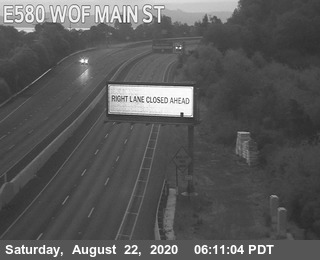 E580 WOF MAIN ST
RIGHT LANE CLOSED AHEAD
Saturday, August 22, 2020 06:11:04 PDT